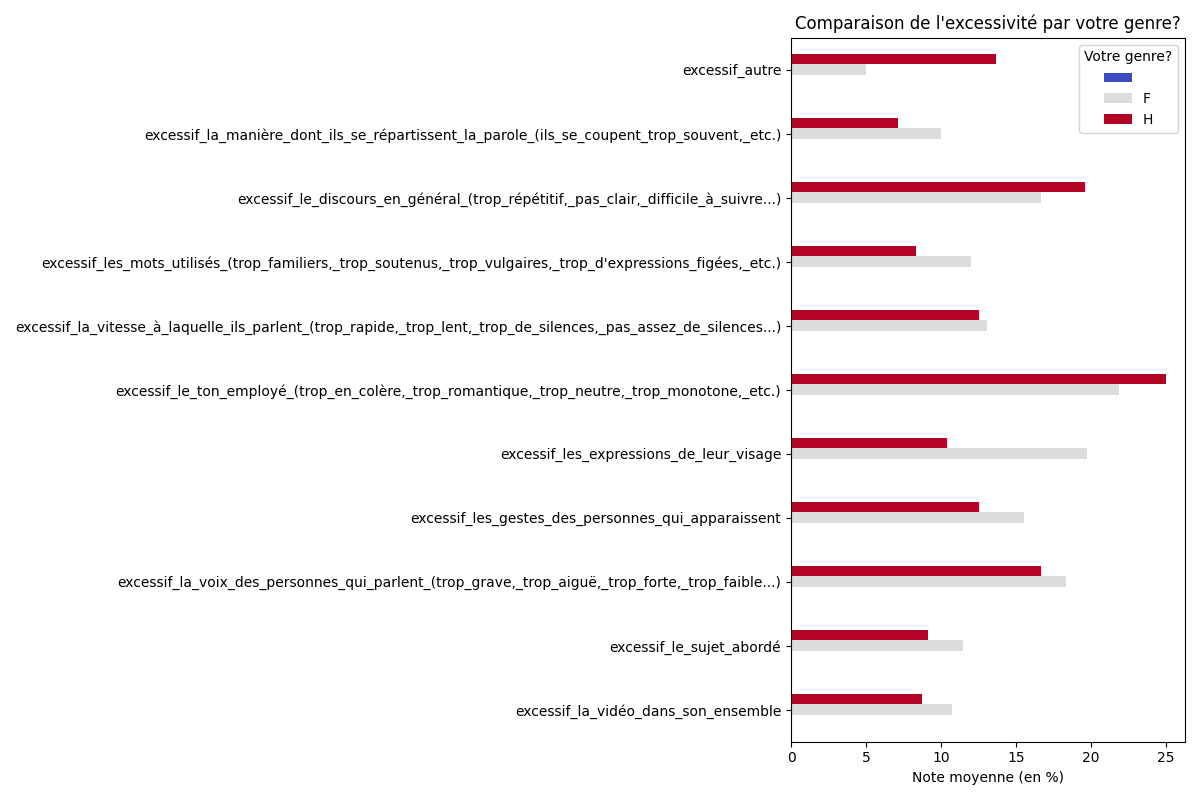 Comparaison de l'excessivité par votre genre?
Votre genre?
F
H
excessif_autre
excessif_la_manière_dont_ils_se_répartissent_la_parole_(ils_se_coupent_trop_souvent,_etc.)
excessif_le_discours_en_général_(trop_répétitif,_pas_clair,_difficile_à_suivre...)
excessif_les_mots_utilisés_(trop_familiers,_trop_soutenus,_trop_vulgaires,_trop_d'expressions_figées,_etc.)
excessif_la_vitesse_à_laquelle_ils_parlent_(trop_rapide,_trop_lent,_trop_de_silences,_pas_assez_de_silences...)
excessif_le_ton_employé_(trop_en_colère,_trop_romantique,_trop_neutre,_trop_monotone,_etc.)
excessif_les_expressions_de_leur_visage
excessif_les_gestes_des_personnes_qui_apparaissent
excessif_la_voix_des_personnes_qui_parlent_(trop_grave,_trop_aiguë,_trop_forte,_trop_faible...)
excessif_le_sujet_abordé
excessif_la_vidéo_dans_son_ensemble
0 5 10 15 20 25
Note moyenne (en %)